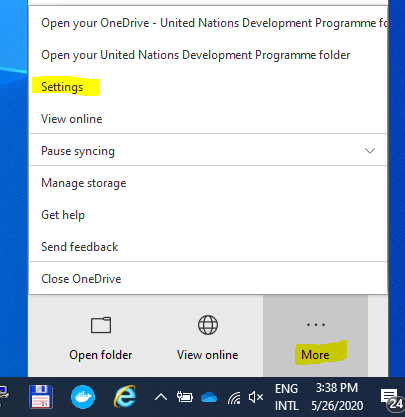 Open your OneDrive - United Nations Development Programme fo
Open your United Nations Development Programme folder
Settings
View online
Pause syncing
Manage storage
Get help
Send feedback
Close OneDrive
Open folder
View online
More
ENG
INTL
3:38 PM
5/26/2020
24